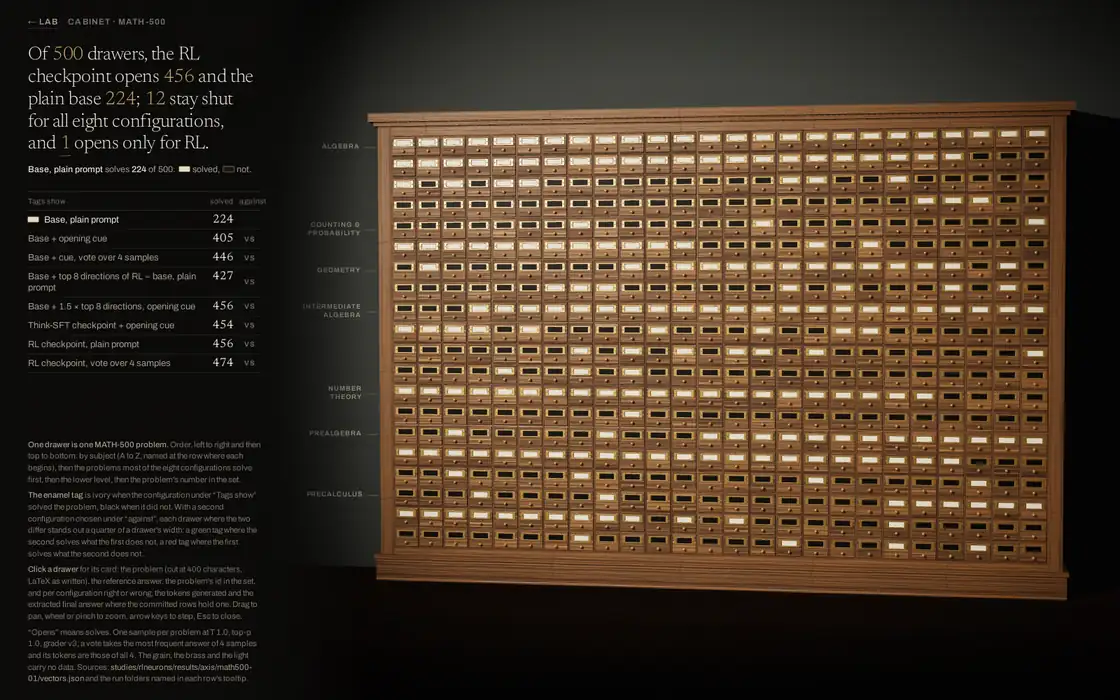 ← LAB CABINET · MATH-500
Of 500 drawers, the RL
checkpoint opens 456 and the
plain base 224; 12 stay shut
for all eight configurations,
and 1 opens only for RL.
Base, plain prompt solves 224 of 500. solved, not.
Tags show solved against
Base, plain prompt 224
Base + opening cue 405 vs
Base + cue, vote over 4 samples 446 vs
Base + top 8 directions of RL − base, plain
prompt 427 vs
Base + 1.5 × top 8 directions, opening cue 456 vs
Think-SFT checkpoint + opening cue 454 vs
RL checkpoint, plain prompt 456 vs
RL checkpoint, vote over 4 samples 474 vs
One drawer is one MATH-500 problem. Order, left to right and then
top to bottom: by subject (A to Z, named at the row where each
begins), then the problems most of the eight configurations solve
first, then the lower level, then the problem's number in the set.
The enamel tag is ivory when the configuration under "Tags show"
solved the problem, black when it did not. With a second
configuration chosen under "against", each drawer where the two
differ stands out a quarter of a drawer's width: a green tag where the
second solves what the first does not, a red tag where the first
solves what the second does not.
Click a drawer for its card: the problem (cut at 400 characters,
LaTeX as written), the reference answer, the problem's id in the set,
and per configuration right or wrong, the tokens generated and the
extracted final answer where the committed rows hold one. Drag to
pan, wheel or pinch to zoom, arrow keys to step, Esc to close.
"Opens" means solves. One sample per problem at T 1.0, top-p
1.0, grader v3; a vote takes the most frequent answer of 4 samples
and its tokens are those of all 4. The grain, the brass and the light
carry no data. Sources: studies/rlneurons/results/axis/math500-
01/vectors.json and the run folders named in each row's tooltip.
ALGEBRA
COUNTING &
PROBABILITY
GEOMETRY
INTERMEDIATE
ALGEBRA
NUMBER
THEORY
PREALGEBRA
PRECALCULUS